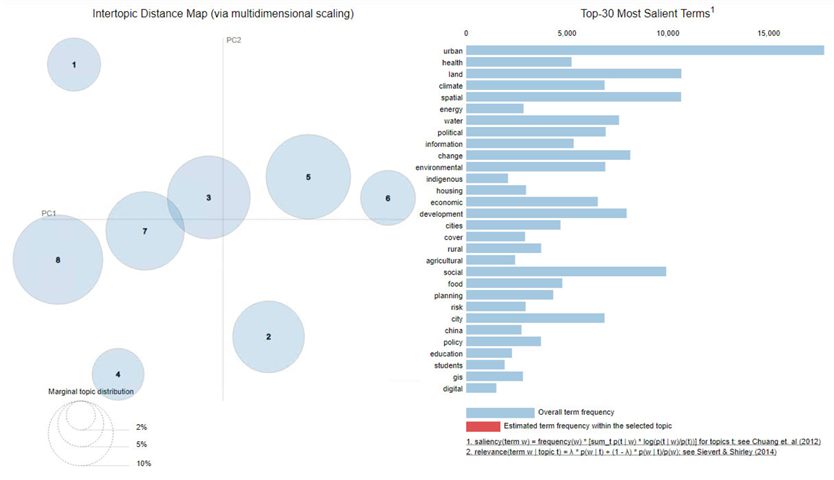 Intertopic Distance Map (via multidimensional scaling)
PC2
PC1
1
3
5
6
7
8
2
4
Marginal topic distribution
2%
5%
10%
Top-30 Most Salient Terms1
0
5,000
10,000
15,000
urban
health
land
climate
spatial
energy
water
political
information
change
environmental
indigenous
housing
economic
development
cities
cover
rural
agricultural
social
food
planning
risk
city
china
policy
education
students
gis
digital
Overall term frequency
Estimated term frequency within the selected topic
1. saliency(term w) = frequency(w) * [sum_t p(t | w) * log(p(t | w)/p(t))] for topics t; see Chuang et. al (2012)
2. relevance(term w | topic t) = λ * p(w | t) + (1 - λ) * p(w | t)/p(w); see Sievert & Shirley (2014)